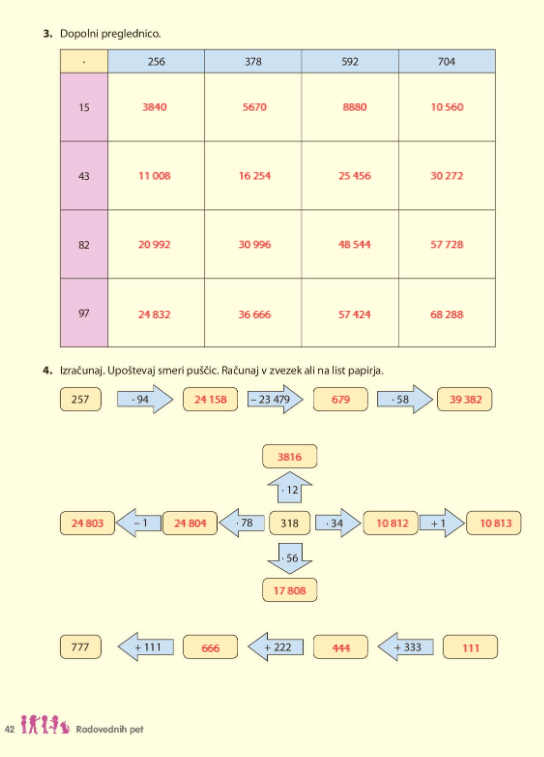 3. Dopolni preglednico.
· 256 378 592 704
15 3840 5670 8880 10 560
43 11 008 16 254 25 456 30 272
82 20 992 30 996 48 544 57 728
97 24 832 36 666 57 424 68 288
4. Izračunaj. Upoštevaj smeri puščic. Računaj v zvezek ali na list papirja.
257 · 94 24 158 – 23 479 679 · 58 39 382
3816
· 12
24 803 – 1 24 804 · 78 318 · 34 10 812 + 1 10 813
· 56
17 808
777 + 111 666 + 222 444 + 333 111
42 Radovednih pet